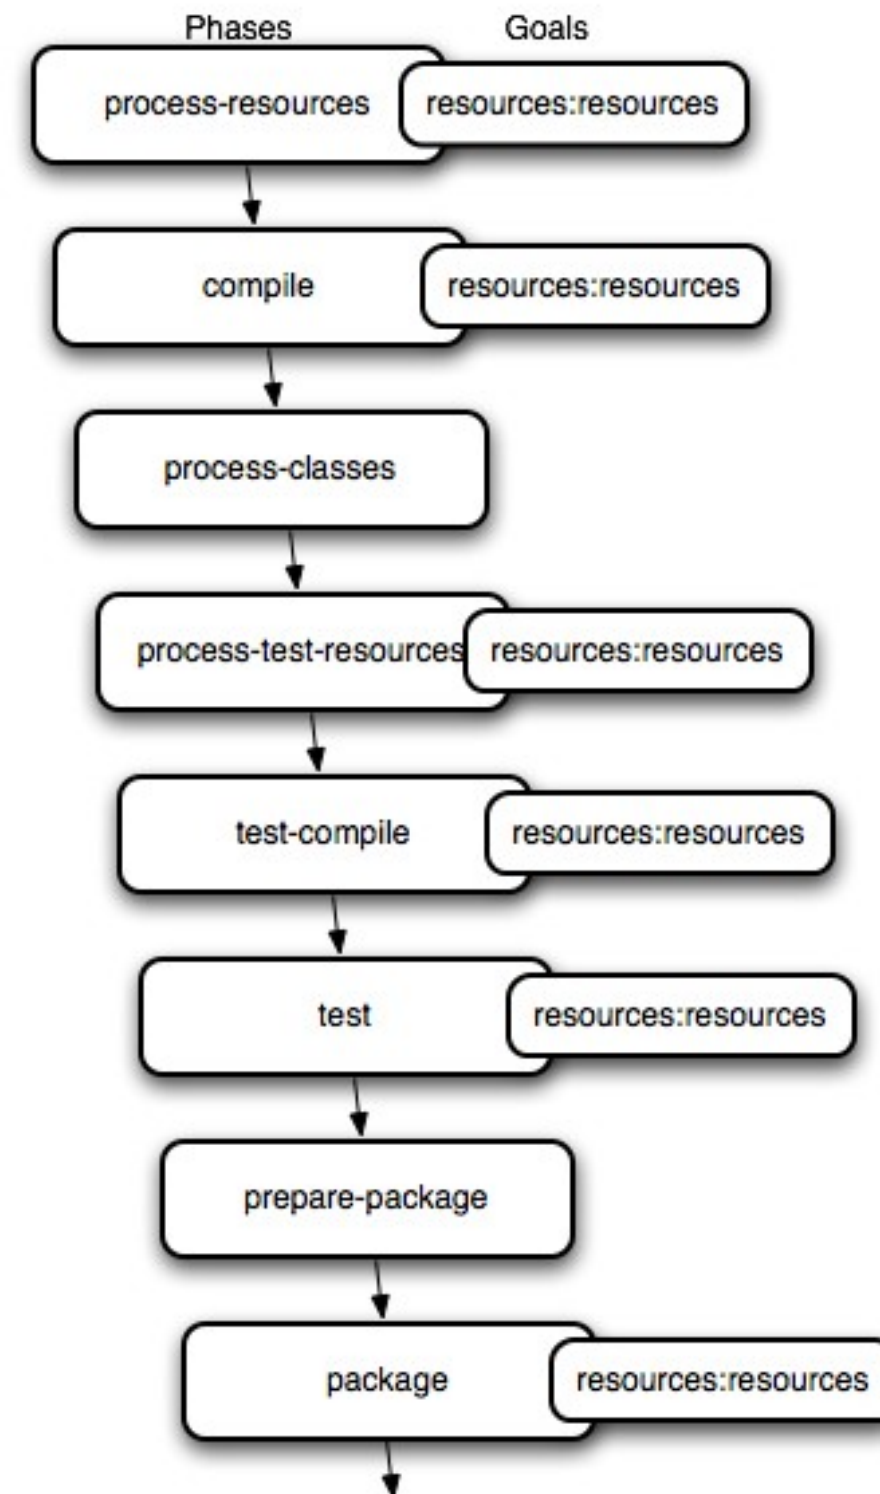 Phases Goals
process-resources resources:resources
compile resources:resources
process-classes
process-test-resources resources:resources
test-compile resources:resources
test resources:resources
prepare-package
package resources:resources